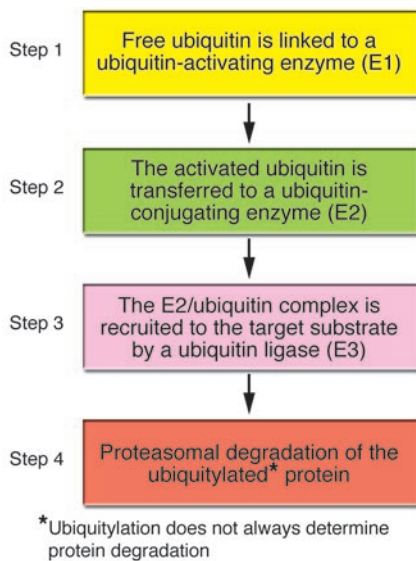 Step 1
Free ubiquitin is linked to a
ubiquitin-activating enzyme (E1)
Step 2
The activated ubiquitin is
transferred to a ubiquitin-
conjugating enzyme (E2)
Step 3
The E2/ubiquitin complex is
recruited to the target substrate
by a ubiquitin ligase (E3)
Step 4
Proteasomal degradation of the
ubiquitylated* protein
*Ubiquitylation does not always determine
protein degradation